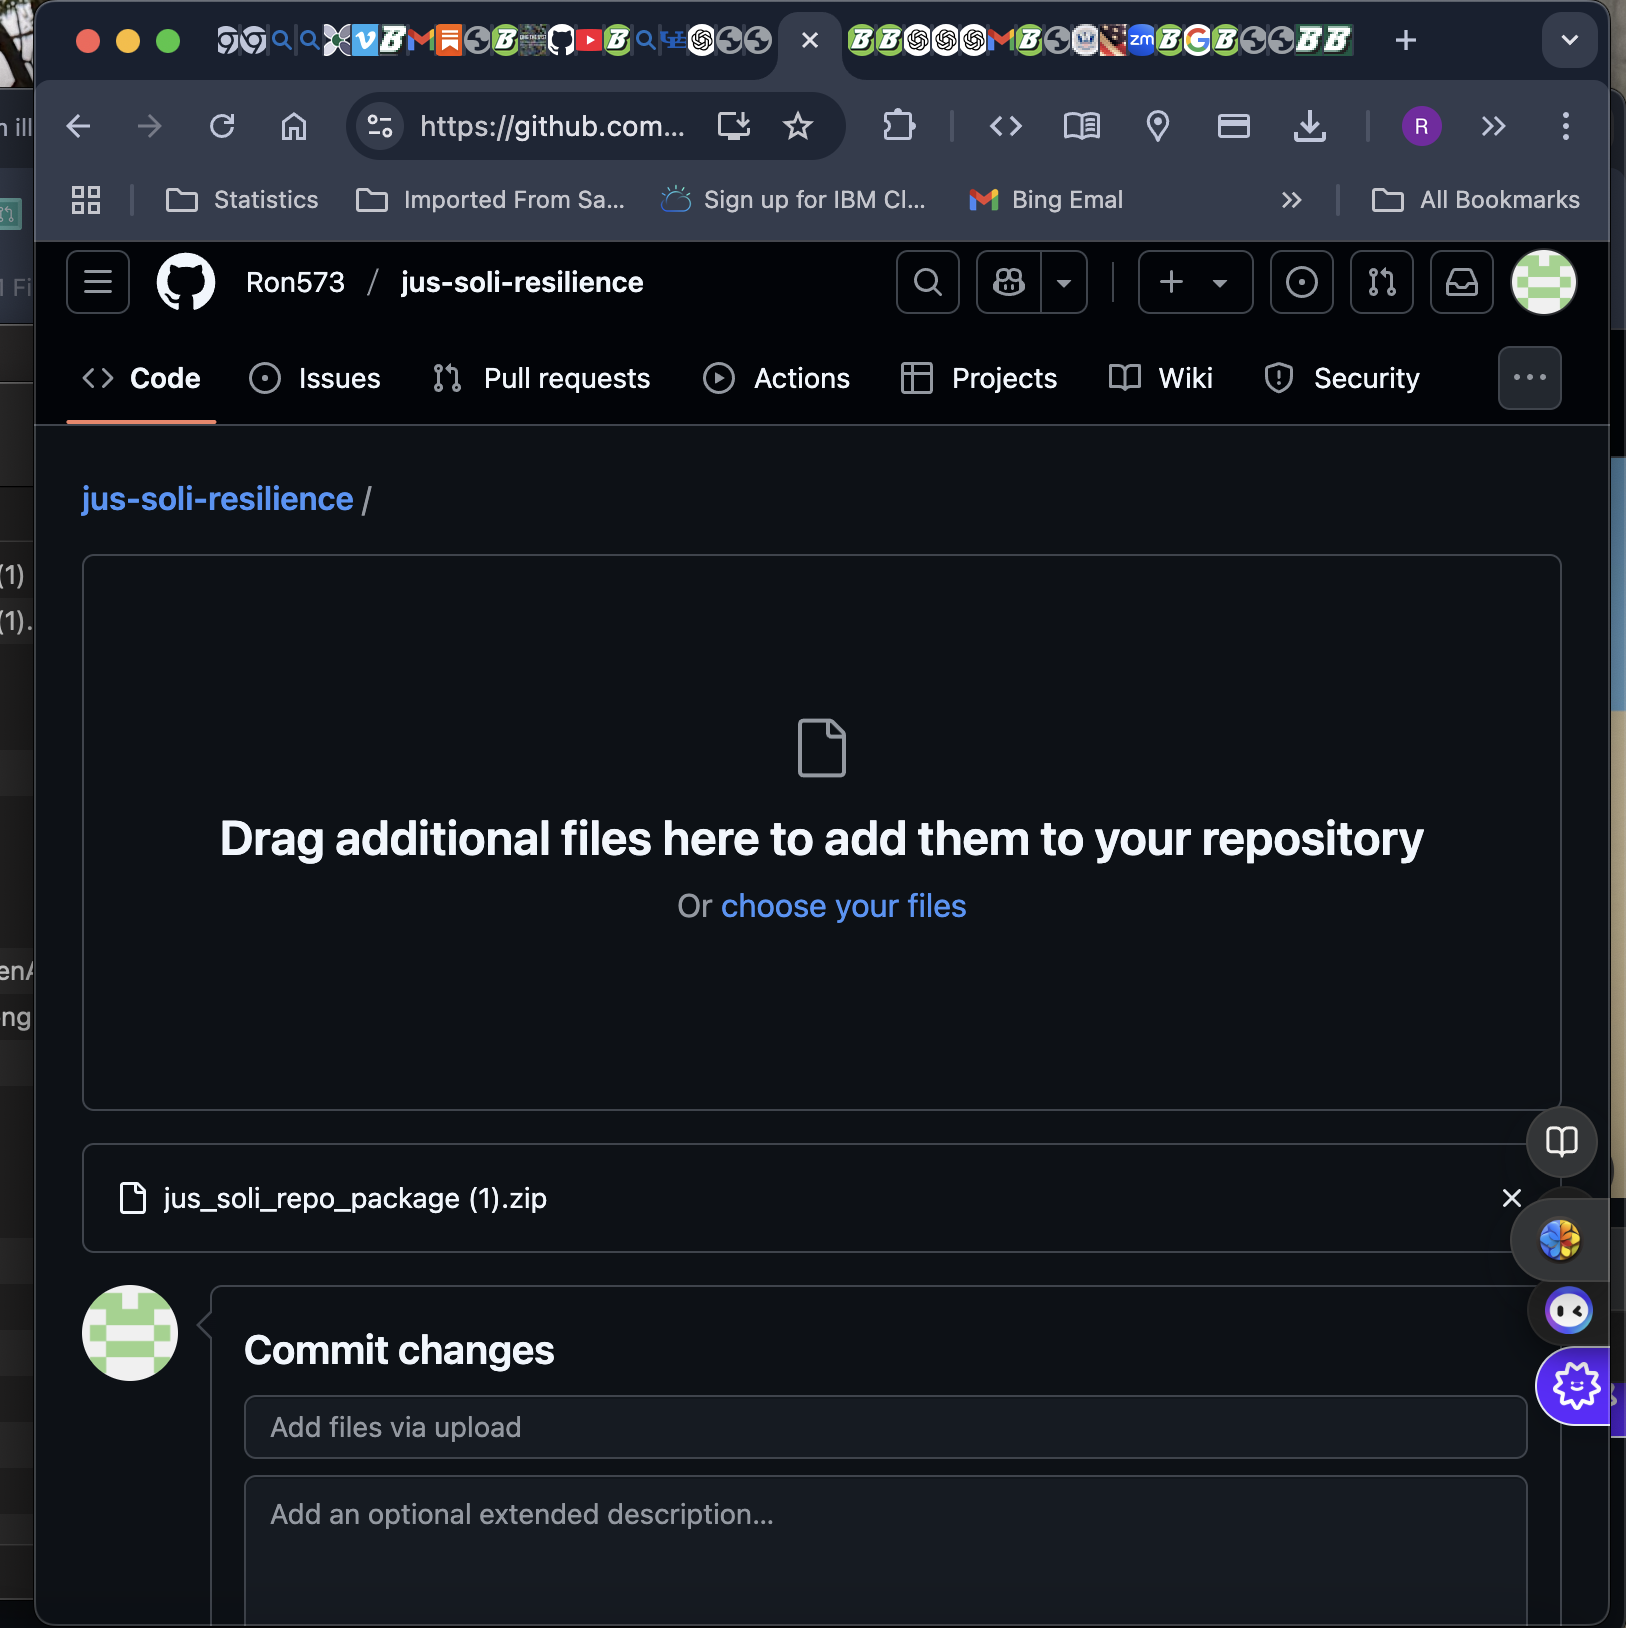 https://github.com...
R
Statistics
Imported From Sa...
Sign up for IBM Cl...
Bing Emal
All Bookmarks
Ron573 / jus-soli-resilience
Code
Issues
Pull requests
Actions
Projects
Wiki
Security
jus-soli-resilience /
Drag additional files here to add them to your repository
Or choose your files
jus_soli_repo_package (1).zip
Commit changes
Add files via upload
Add an optional extended description...